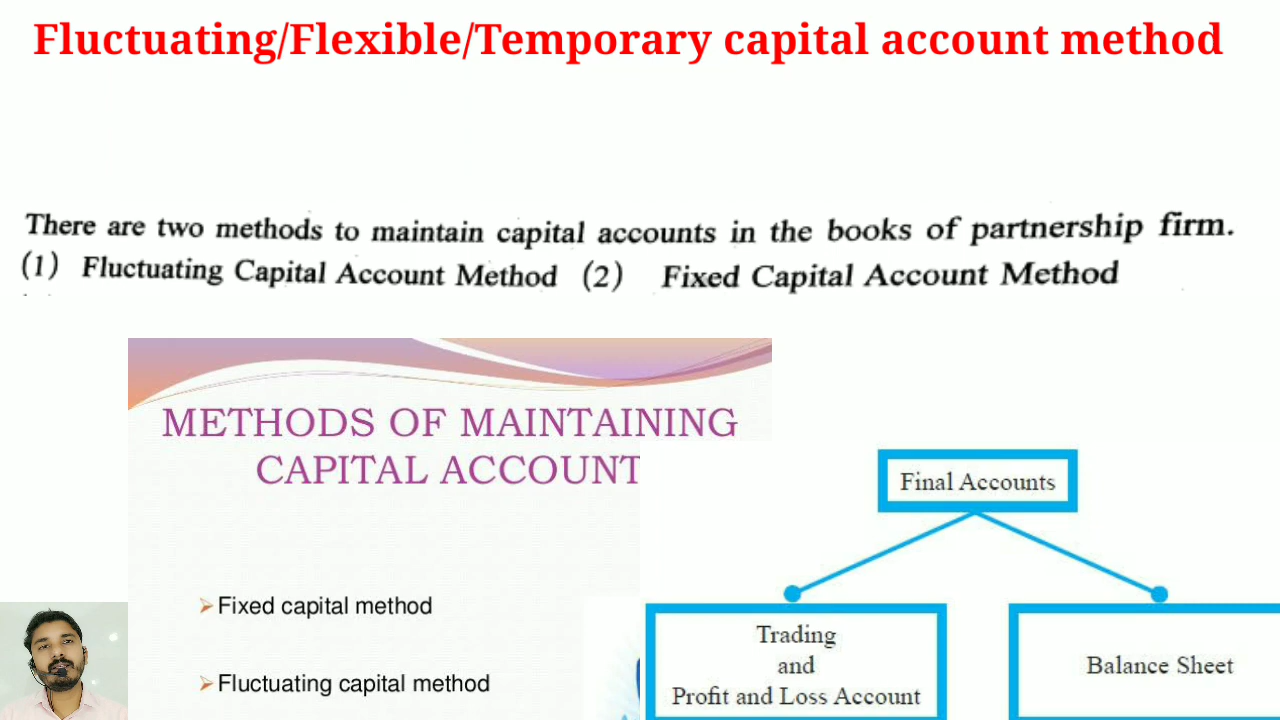 Fluctuating/Flexible/Temporary capital account method
There are two methods to maintain capital accounts in the books of partnership firm.
(1) Fluctuating Capital Account Method (2) Fixed Capital Account Method
METHODS OF MAINTAINING
CAPITAL ACCOUNT
➢Fixed capital method
➢Fluctuating capital method
Final Accounts
Trading
and
Profit and Loss Account
Balance Sheet